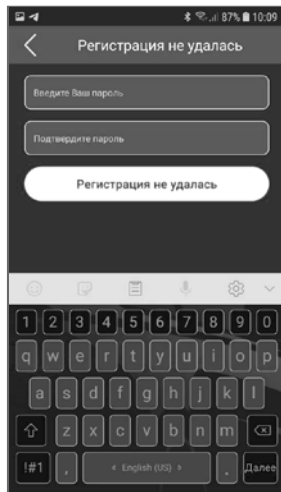 87% 10:09
Регистрация не удалась
Введите Ваш пароль
Подтвердите пароль
Регистрация не удалась
1 2 3 4 5 6 7 8 9 0
q w e r t y u i o p
a s d f g h j k l
z x c v b n m
!#1 , < English (US) > . Далее